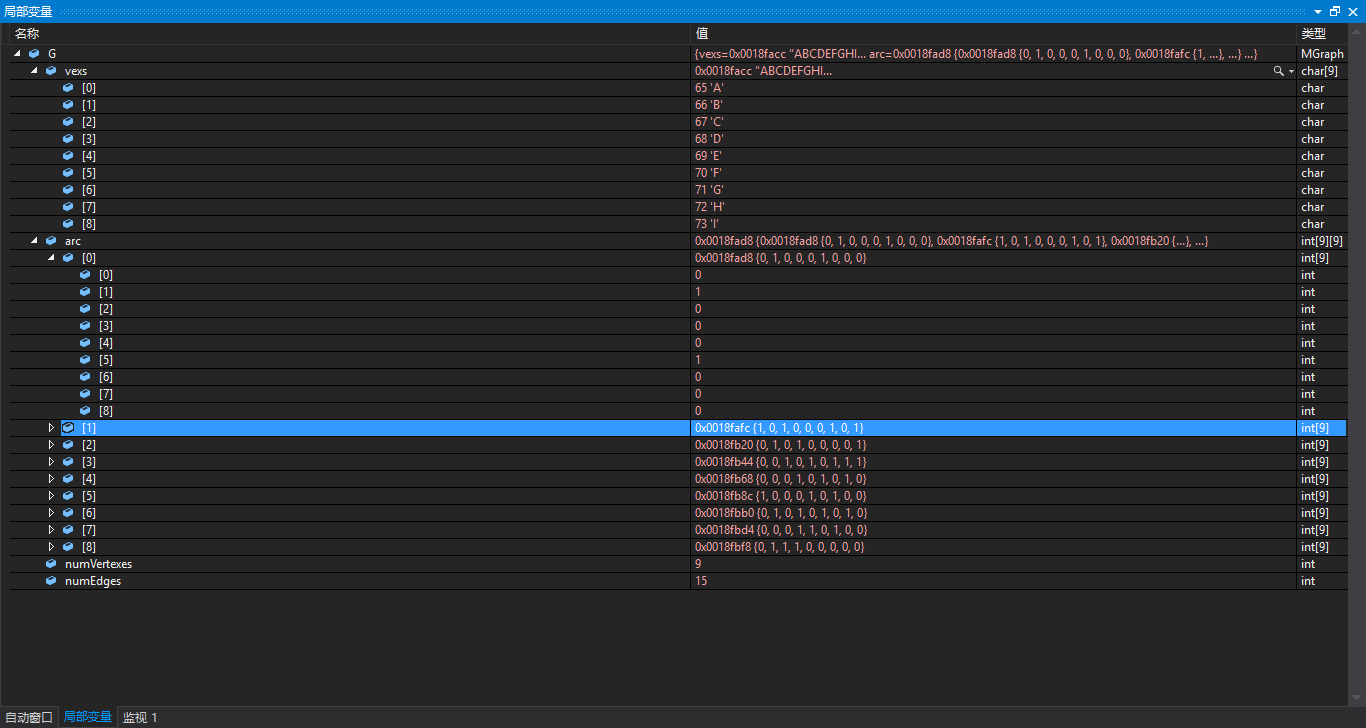 局部变量
名称 值 类型
G {vexs=0x0018facc "ABCDEFGHI... arc=0x0018fad8 {0x0018fad8 {0, 1, 0, 0, 0, 1, 0, 0, 0}, 0x0018fafc {1, ...}, ...} ...} MGraph
vexs 0x0018facc "ABCDEFGHI... char[9]
[0] 65 'A' char
[1] 66 'B' char
[2] 67 'C' char
[3] 68 'D' char
[4] 69 'E' char
[5] 70 'F' char
[6] 71 'G' char
[7] 72 'H' char
[8] 73 'I' char
arc 0x0018fad8 {0x0018fad8 {0, 1, 0, 0, 0, 1, 0, 0, 0}, 0x0018fafc {1, 0, 1, 0, 0, 0, 1, 0, 1}, 0x0018fb20 {...}, ...} int[9][9]
[0] 0x0018fad8 {0, 1, 0, 0, 0, 1, 0, 0, 0} int[9]
[0] 0 int
[1] 1 int
[2] 0 int
[3] 0 int
[4] 0 int
[5] 1 int
[6] 0 int
[7] 0 int
[8] 0 int
[1] 0x0018fafc {1, 0, 1, 0, 0, 0, 1, 0, 1} int[9]
[2] 0x0018fb20 {0, 1, 0, 1, 0, 0, 0, 0, 1} int[9]
[3] 0x0018fb44 {0, 0, 1, 0, 1, 0, 1, 1, 1} int[9]
[4] 0x0018fb68 {0, 0, 0, 1, 0, 1, 0, 1, 0} int[9]
[5] 0x0018fb8c {1, 0, 0, 0, 1, 0, 1, 0, 0} int[9]
[6] 0x0018fbb0 {0, 1, 0, 1, 0, 1, 0, 1, 0} int[9]
[7] 0x0018fbd4 {0, 0, 0, 1, 1, 0, 1, 0, 0} int[9]
[8] 0x0018fbf8 {0, 1, 1, 1, 0, 0, 0, 0, 0} int[9]
numVertexes 9 int
numEdges 15 int
自动窗口 局部变量 监视 1